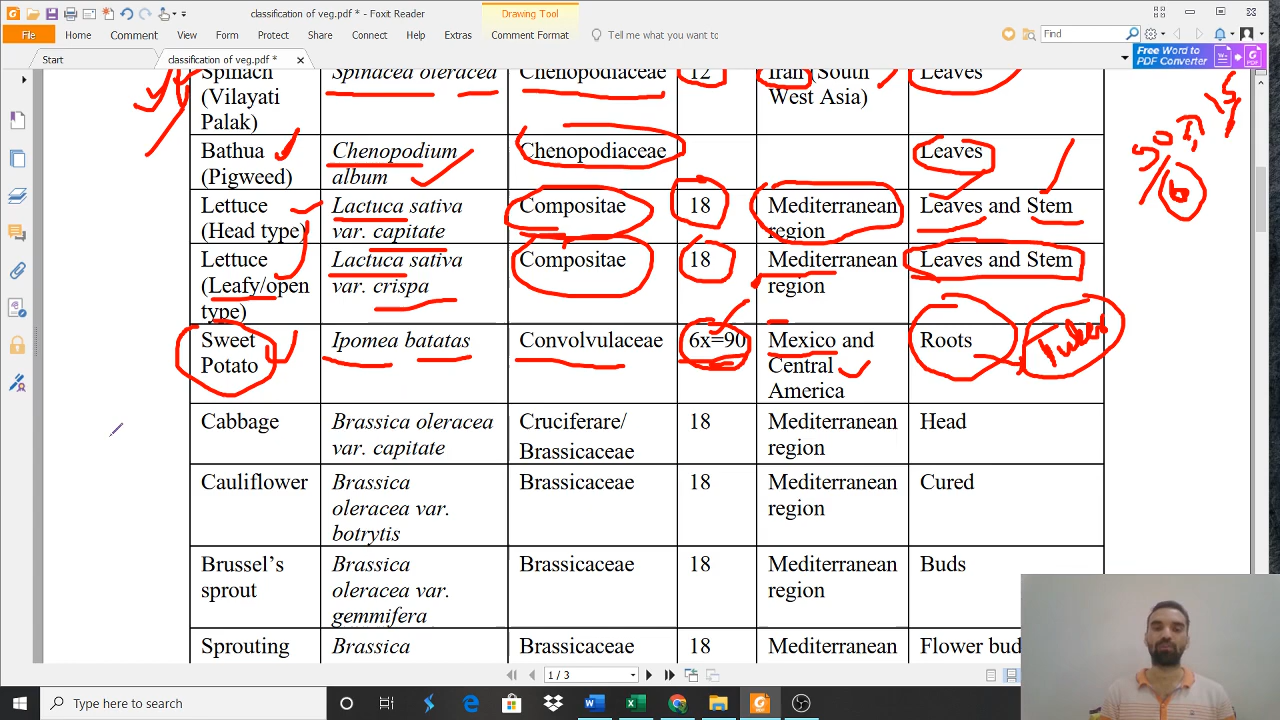 classification of veg.pdf * - Foxit Reader
Drawing Tool
File
Home
Comment
View
Form
Protect
Share
Connect
Help
Extras
Comment Format
Tell me what you want to
Find
Start
classification of veg.pdf *
Free Word to
PDF Converter
Spinach
(Vilayati
Palak)
Spinacea oleracea
Chenopodiaceae
12
Iran (South
West Asia)
Leaves
Bathua
(Pigweed)
Chenopodium
album
Chenopodiaceae
Leaves
Lettuce
(Head type)
Lactuca sativa
var. capitate
Compositae
18
Mediterranean
region
Leaves and Stem
Lettuce
(Leafy/open
type)
Lactuca sativa
var. crispa
Compositae
18
Mediterranean
region
Leaves and Stem
Sweet
Potato
Ipomea batatas
Convolvulaceae
6x=90
Mexico and
Central
America
Roots
Cabbage
Brassica oleracea
var. capitate
Cruciferare/
Brassicaceae
18
Mediterranean
region
Head
Cauliflower
Brassica
oleracea var.
botrytis
Brassicaceae
18
Mediterranean
region
Cured
Brussel's
sprout
Brassica
oleracea var.
gemmifera
Brassicaceae
18
Mediterranean
region
Buds
Sprouting
Brassica
Brassicaceae
18
Mediterranean
Flower bud
1 / 3
Type here to search